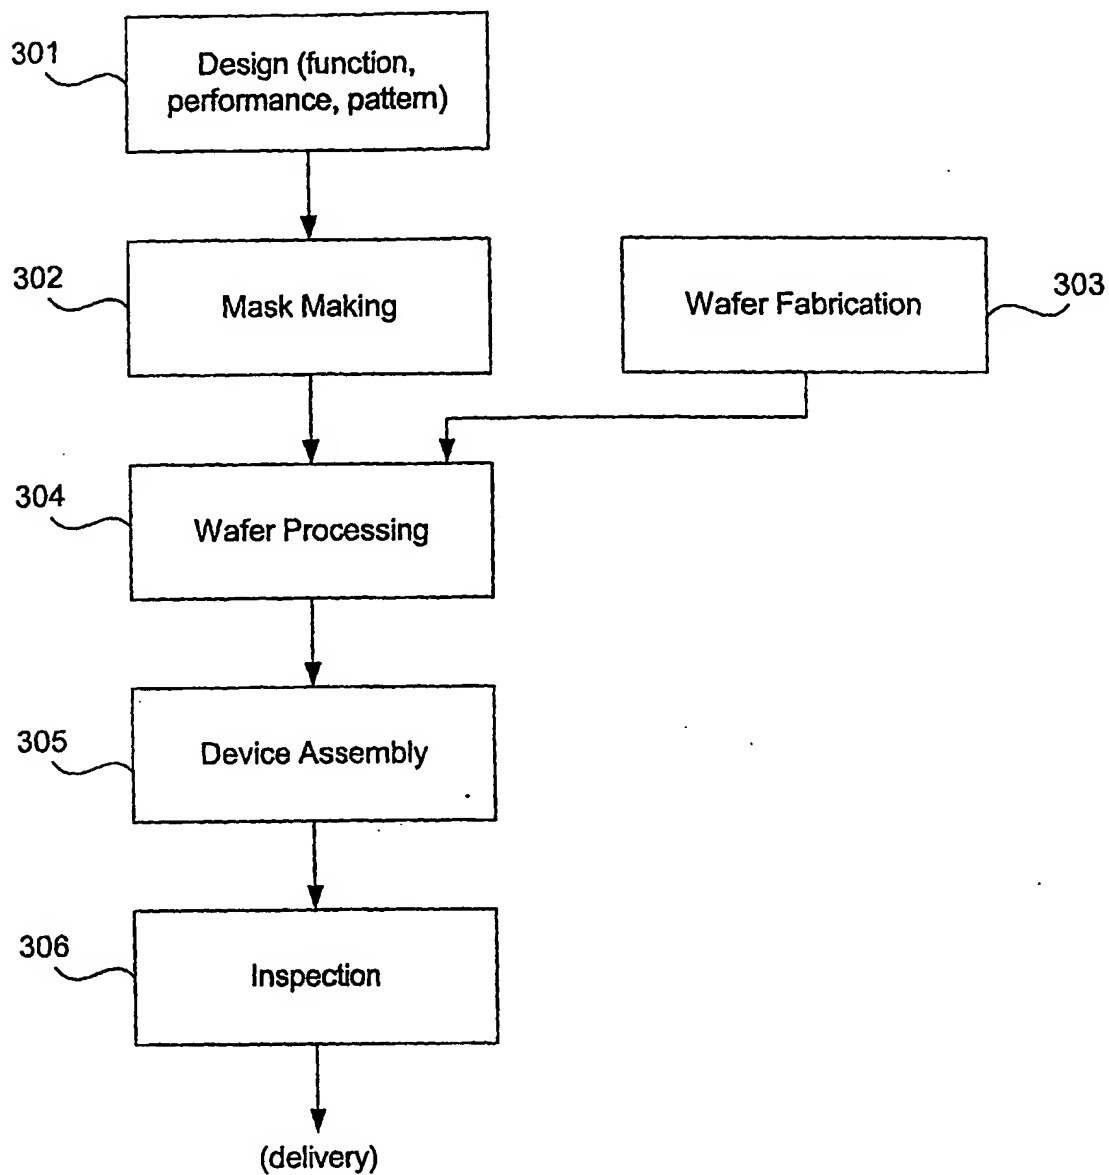 301
Design (function,
performance, pattern)
302
Mask Making
Wafer Fabrication
303
304
Wafer Processing
305
Device Assembly
306
Inspection
(delivery)